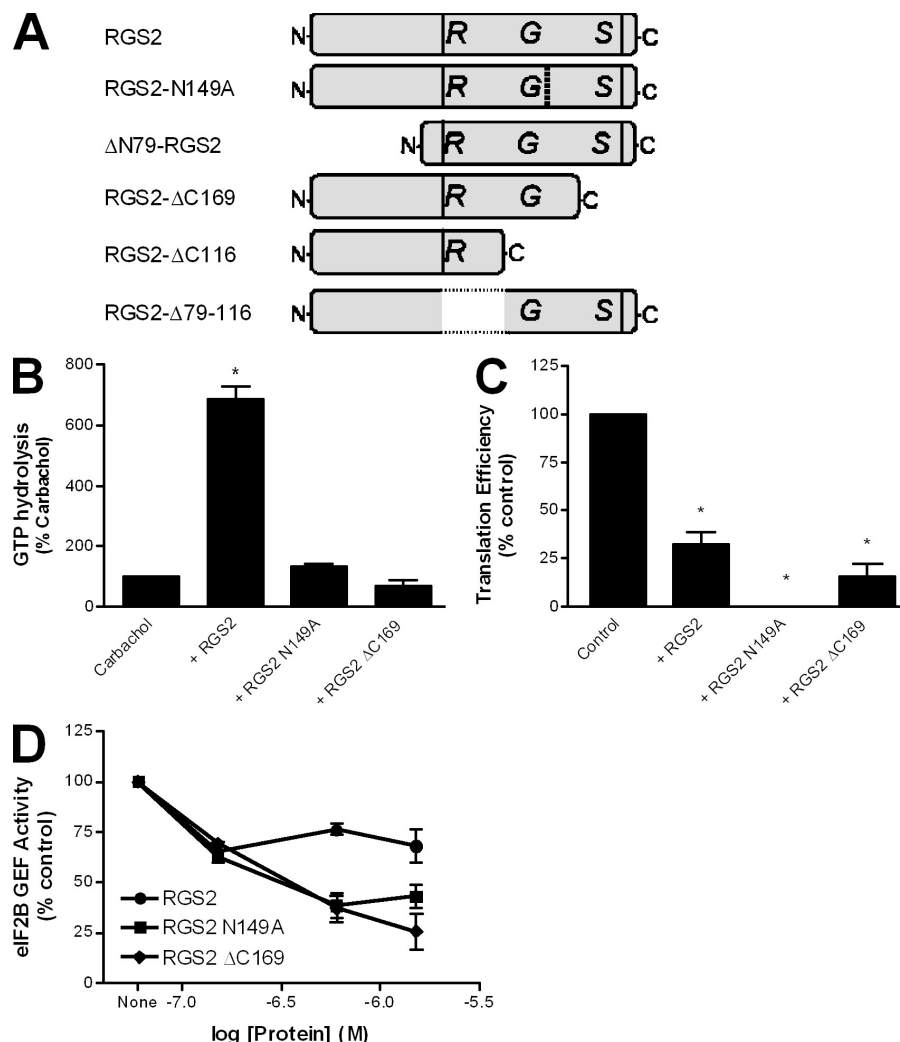 A
RGS2 N R G S C
RGS2-N149A N R G S C
ΔN79-RGS2 N R G S C
RGS2-ΔC169 N R G C
RGS2-ΔC116 N R C
RGS2-Δ79-116 N G S C
B
GTP hydrolysis
(% Carbachol)
800
600
400
200
0
*
Carbachol
+ RGS2
+ RGS2 N149A
+ RGS2 ΔC169
C
Translation Efficiency
(% control)
125
100
75
50
25
0
*
*
*
Control
+ RGS2
+ RGS2 N149A
+ RGS2 ΔC169
D
eIF2B GEF Activity
(% control)
125
100
75
50
25
0
RGS2
RGS2 N149A
RGS2 ΔC169
None -7.0 -6.5 -6.0 -5.5
log [Protein] (M)